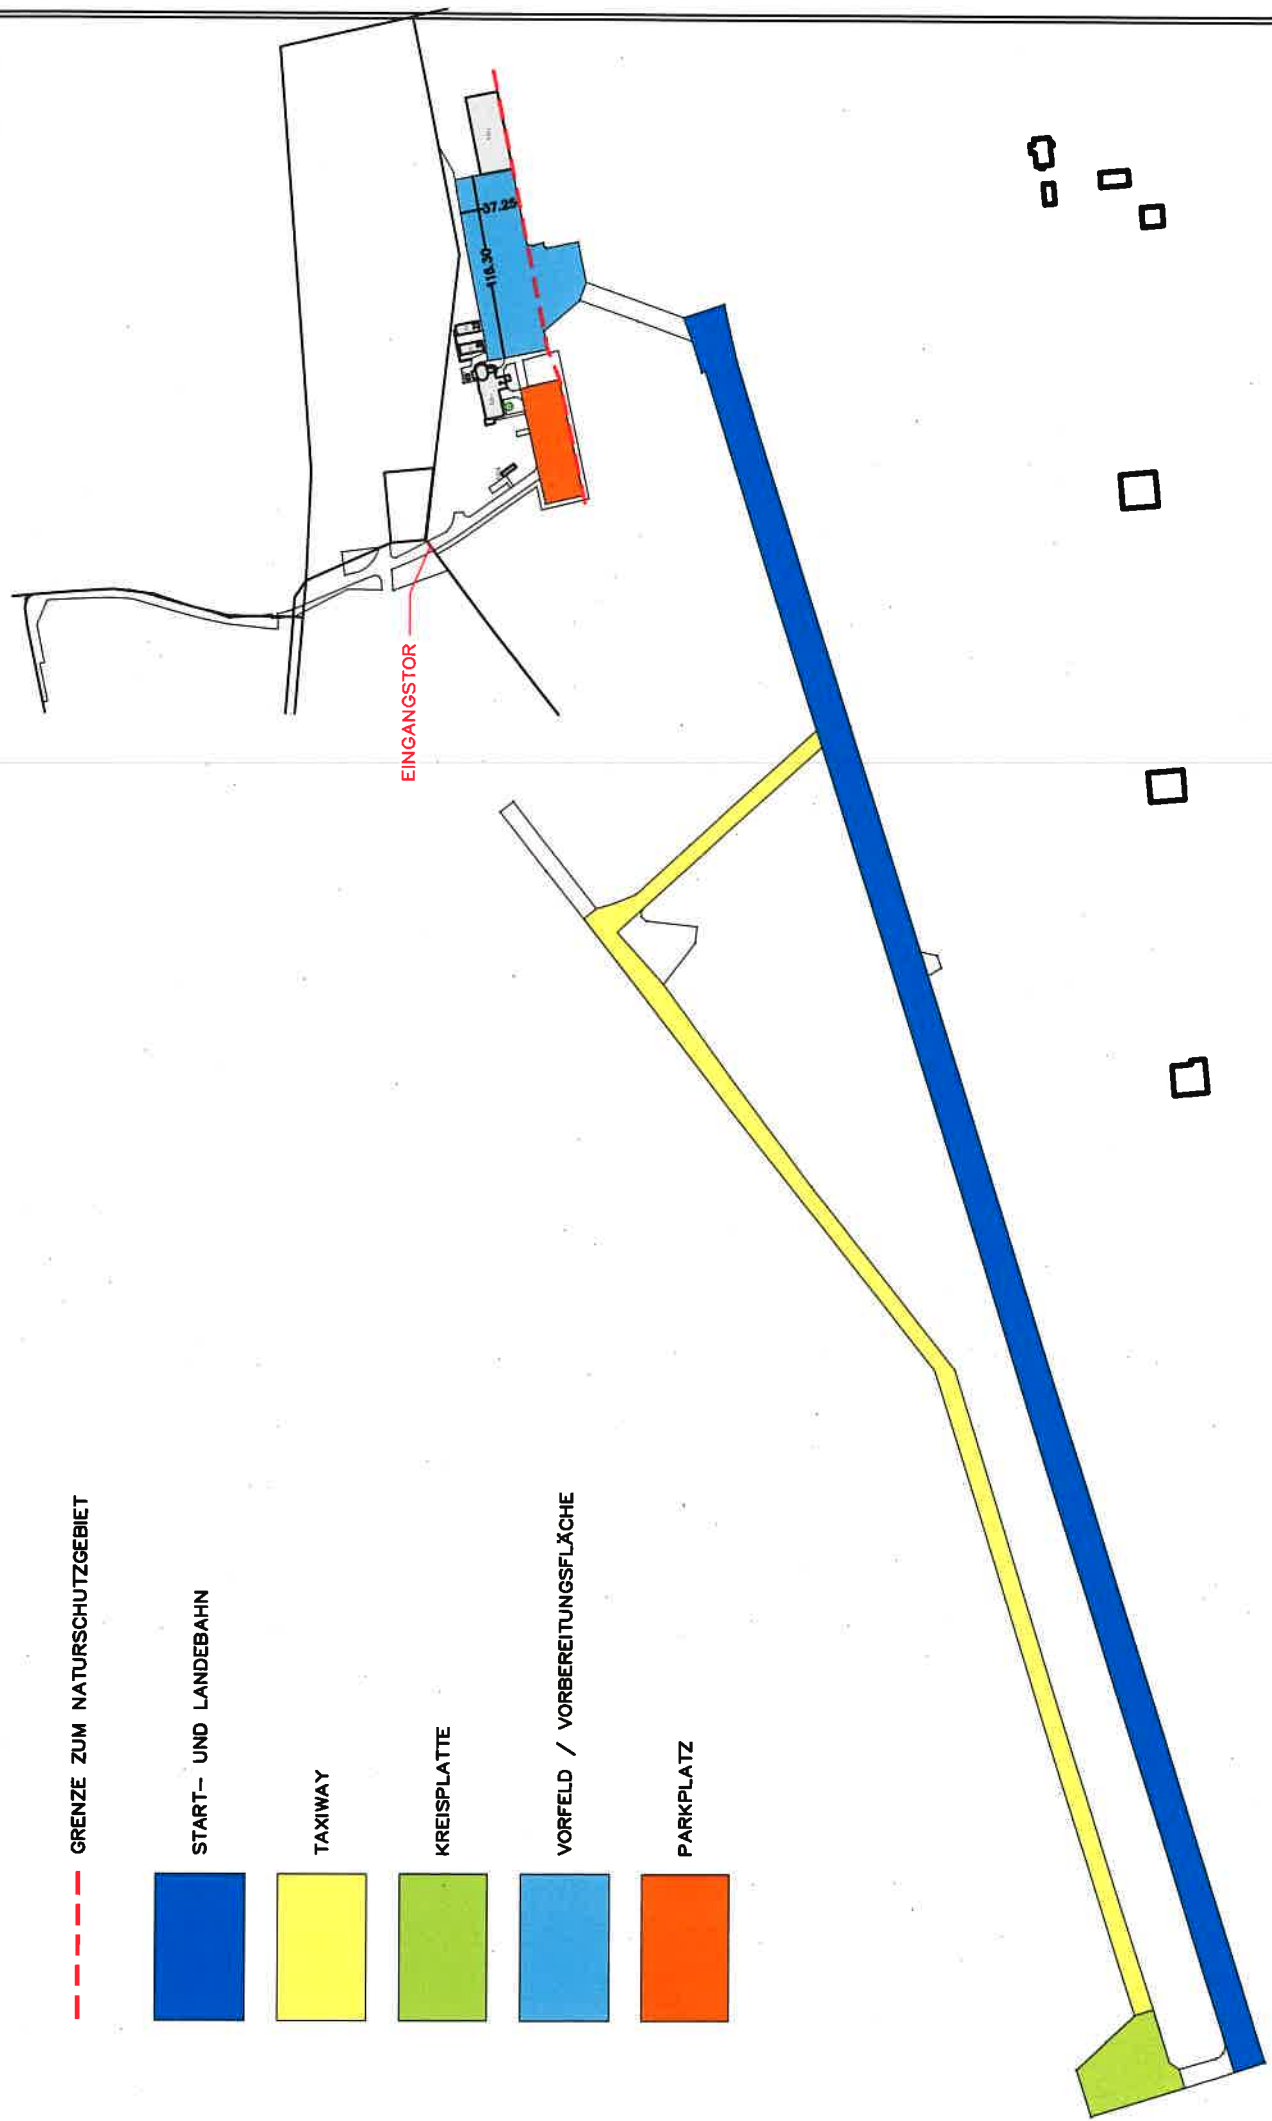 37.25
116.30
EINGANGSTOR
GRENZE ZUM NATURSCHUTZGEBIET
START- UND LANDEBAHN
TAXIWAY
KREISPLATTE
VORFELD / VORBEREITUNGSFLÄCHE
PARKPLATZ